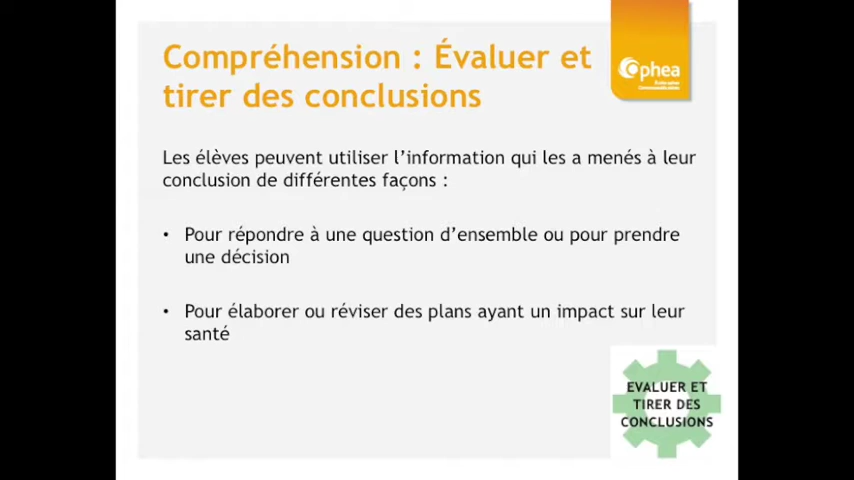 Compréhension : Évaluer et
tirer des conclusions
Ophea
Les élèves peuvent utiliser l'information qui les a menés à leur
conclusion de différentes façons :
• Pour répondre à une question d'ensemble ou pour prendre
une décision
• Pour élaborer ou réviser des plans ayant un impact sur leur
santé
EVALUER ET
TIRER DES
CONCLUSIONS